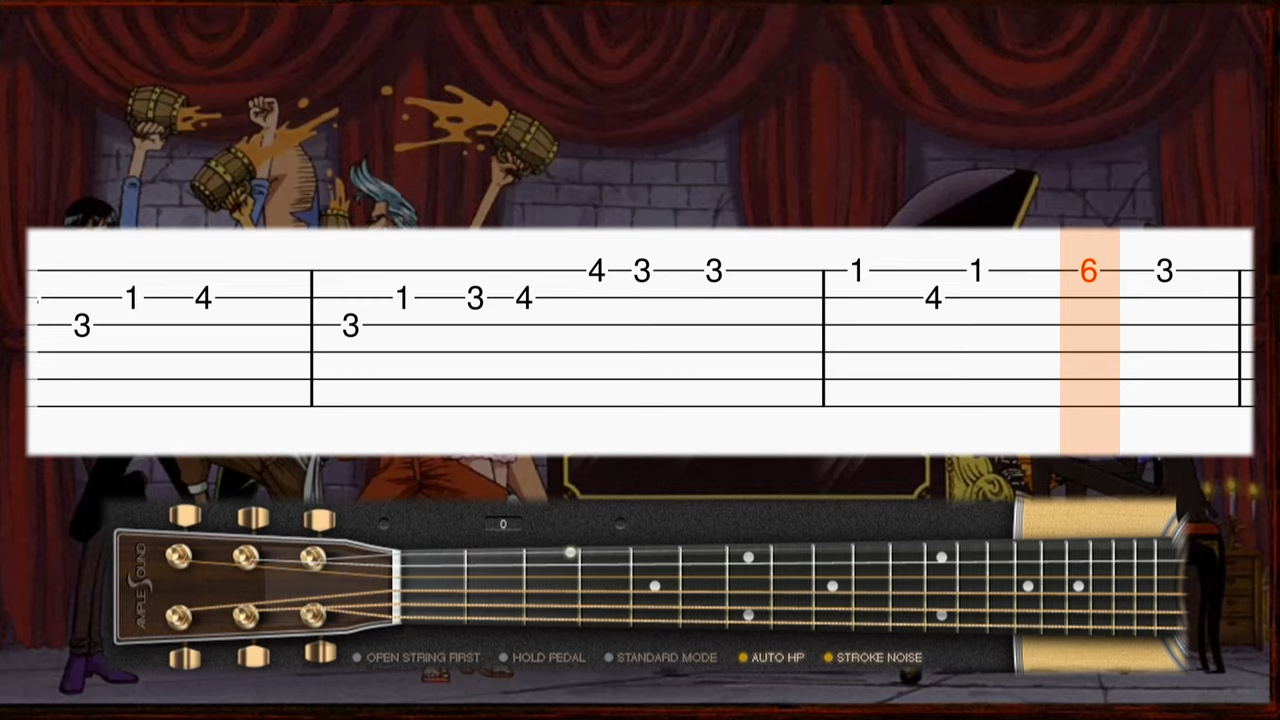 4 3 3 1 1 6 3
1 4 1 3 4 4
3 3
0
AMPLE SOUND
OPEN STRING FIRST HOLD PEDAL STANDARD MODE AUTO HP STROKE NOISE